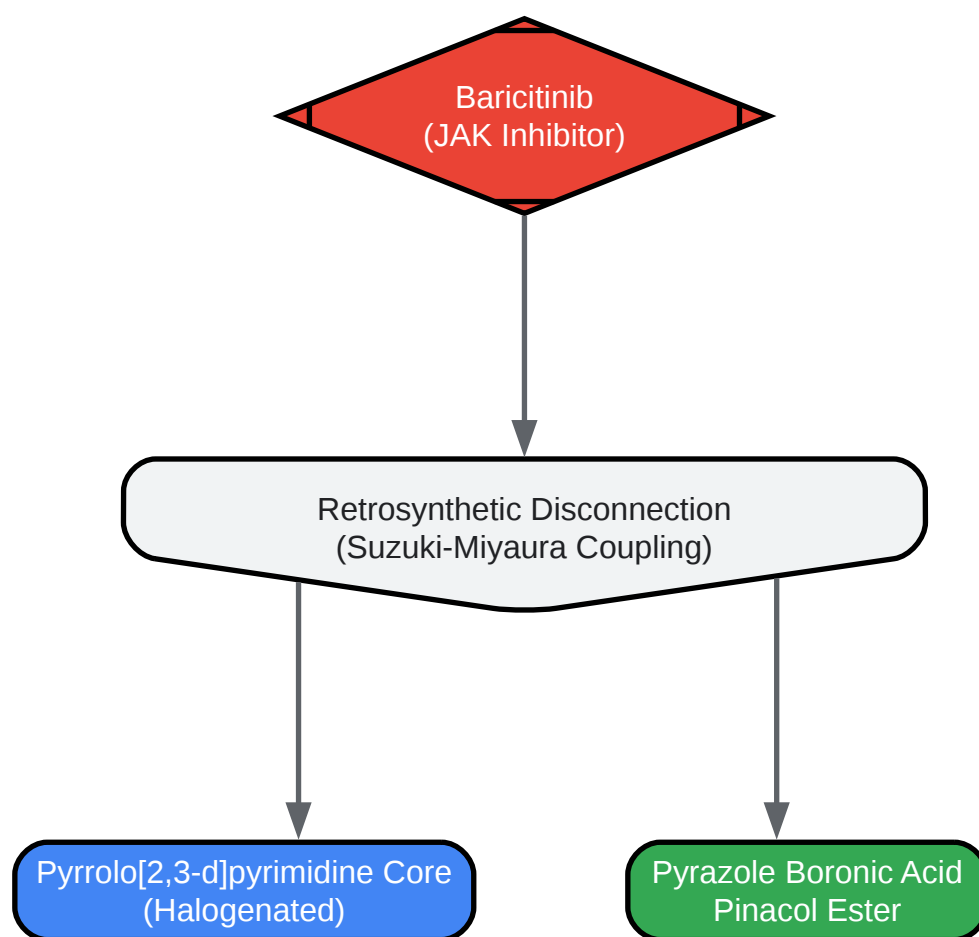 Baricitinib
(JAK Inhibitor)
Retrosynthetic Disconnection
(Suzuki-Miyaura Coupling)
Pyrrolo[2,3-d]pyrimidine Core
(Halogenated)
Pyrazole Boronic Acid
Pinacol Ester